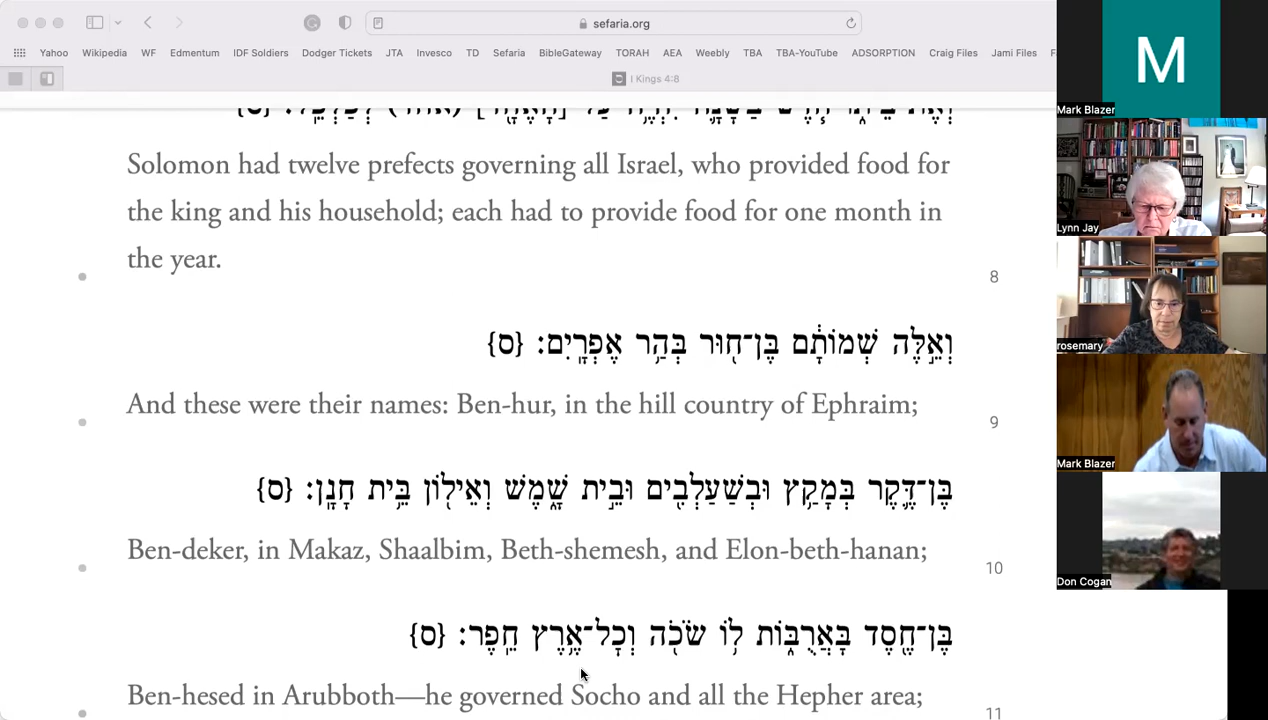 sefaria.org
Yahoo Wikipedia WF Edmentum IDF Soldiers Dodger Tickets JTA Invesco TD Sefaria BibleGateway TORAH AEA Weebly TBA TBA-YouTube ADSORPTION Craig Files Jami Files
I Kings 4:8
Solomon had twelve prefects governing all Israel, who provided food for
the king and his household; each had to provide food for one month in
the year.
8
וְאֵ֣לֶּה שְׁמוֹתָ֔ם בֶּן־ח֖וּר בְּהַ֥ר אֶפְרָֽיִם׃ {ס}
And these were their names: Ben-hur, in the hill country of Ephraim;
9
בֶּן־דֶּ֛קֶר בְּמָקַ֥ץ וּבְשַׁעַלְבִ֖ים וּבֵ֣ית שָׁ֑מֶשׁ וְאֵיל֖וֹן בֵּ֥ית חָנָֽן׃ {ס}
Ben-deker, in Makaz, Shaalbim, Beth-shemesh, and Elon-beth-hanan;
10
בֶּן־חֶ֖סֶד בָּאֲרֻבּ֑וֹת ל֥וֹ שֹׂכֹ֖ה וְכָל־אֶ֥רֶץ חֵֽפֶר׃ {ס}
Ben-hesed in Arubboth—he governed Socho and all the Hepher area;
11
M
Mark Blazer
Lynn Jay
rosemary
Mark Blazer
Don Cogan